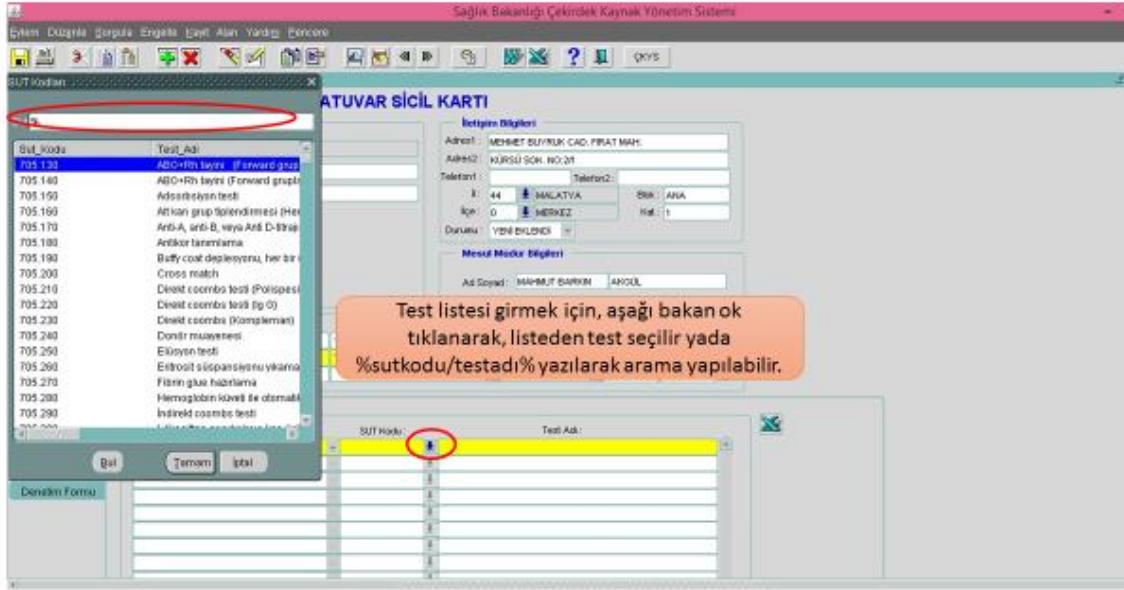 Sağlık Bakanlığı Çekirdek Kaynak Yönetim Sistemi
Eylem Düzenle Sorgula Engelle Kayıt Alan Yardım Pencere
ÇKYS
SUT Kodları
ATUVAR SİCİL KARTI
%
Sut_Kodu Test_Adi
705.130 ABO+Rh tayini (Forward grup
705.140 ABO+Rh tayini (Forward grupl
705.150 Adsorbsiyon testi
705.160 Alt kan grup tiplendirmesi (He
705.170 Anti-A, anti-B, veya Anti D-titra
705.180 Antikor tanımlama
705.190 Buffy coat deplesyonu, her bir
705.200 Cross match
705.210 Direkt coombs testi (Polispesi
705.220 Direkt coombs testi (Ig G)
705.230 Direkt coombs (Kompleman)
705.240 Donör muayenesi
705.250 Elüsyon testi
705.260 Eritrosit süspansiyonu yıkama
705.270 Fibrin glue hazırlama
705.280 Hemoglobin küveti ile otomati
705.290 İndirekt coombs testi
Bul Tamam İptal
Denetim Formu
İletişim Bilgileri
Adres1: MEHMET BUYRUK CAD. FIRAT MAH.
Adres2: KÜRSÜ SOK. NO:2/1
Telefon1: Telefon2:
İl: 44 MALATYA Blok: ANA
İlçe: 0 MERKEZ Kat: 1
Durumu: YENİ EKLENDİ
Mesul Müdür Bilgileri
Ad Soyad: MAHMUT BARKIN AKGÜL
Test listesi girmek için, aşağı bakan ok
tıklanarak, listeden test seçilir yada
%sutkodu/testadı% yazılarak arama yapılabilir.
SUT Kodu: Test Adı: